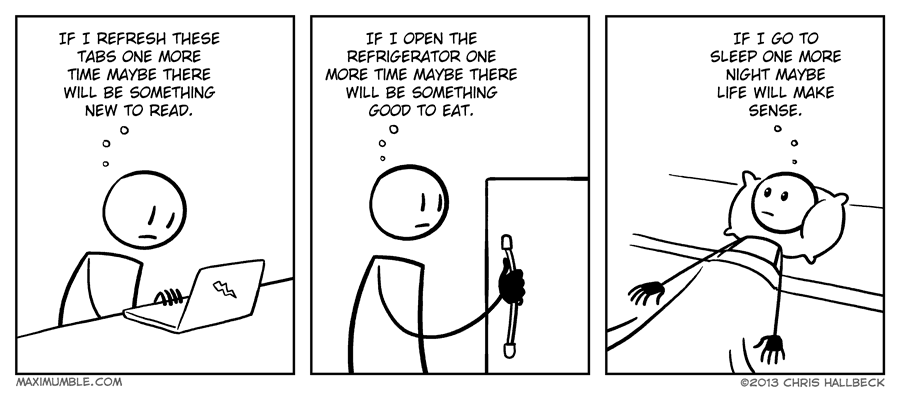 IF I REFRESH THESE
TABS ONE MORE
TIME MAYBE THERE
WILL BE SOMETHING
NEW TO READ.
IF I OPEN THE
REFRIGERATOR ONE
MORE TIME MAYBE THERE
WILL BE SOMETHING
GOOD TO EAT.
IF I GO TO
SLEEP ONE MORE
NIGHT MAYBE
LIFE WILL MAKE
SENSE.
MAXIMUMBLE.COM
©2013 CHRIS HALLBECK